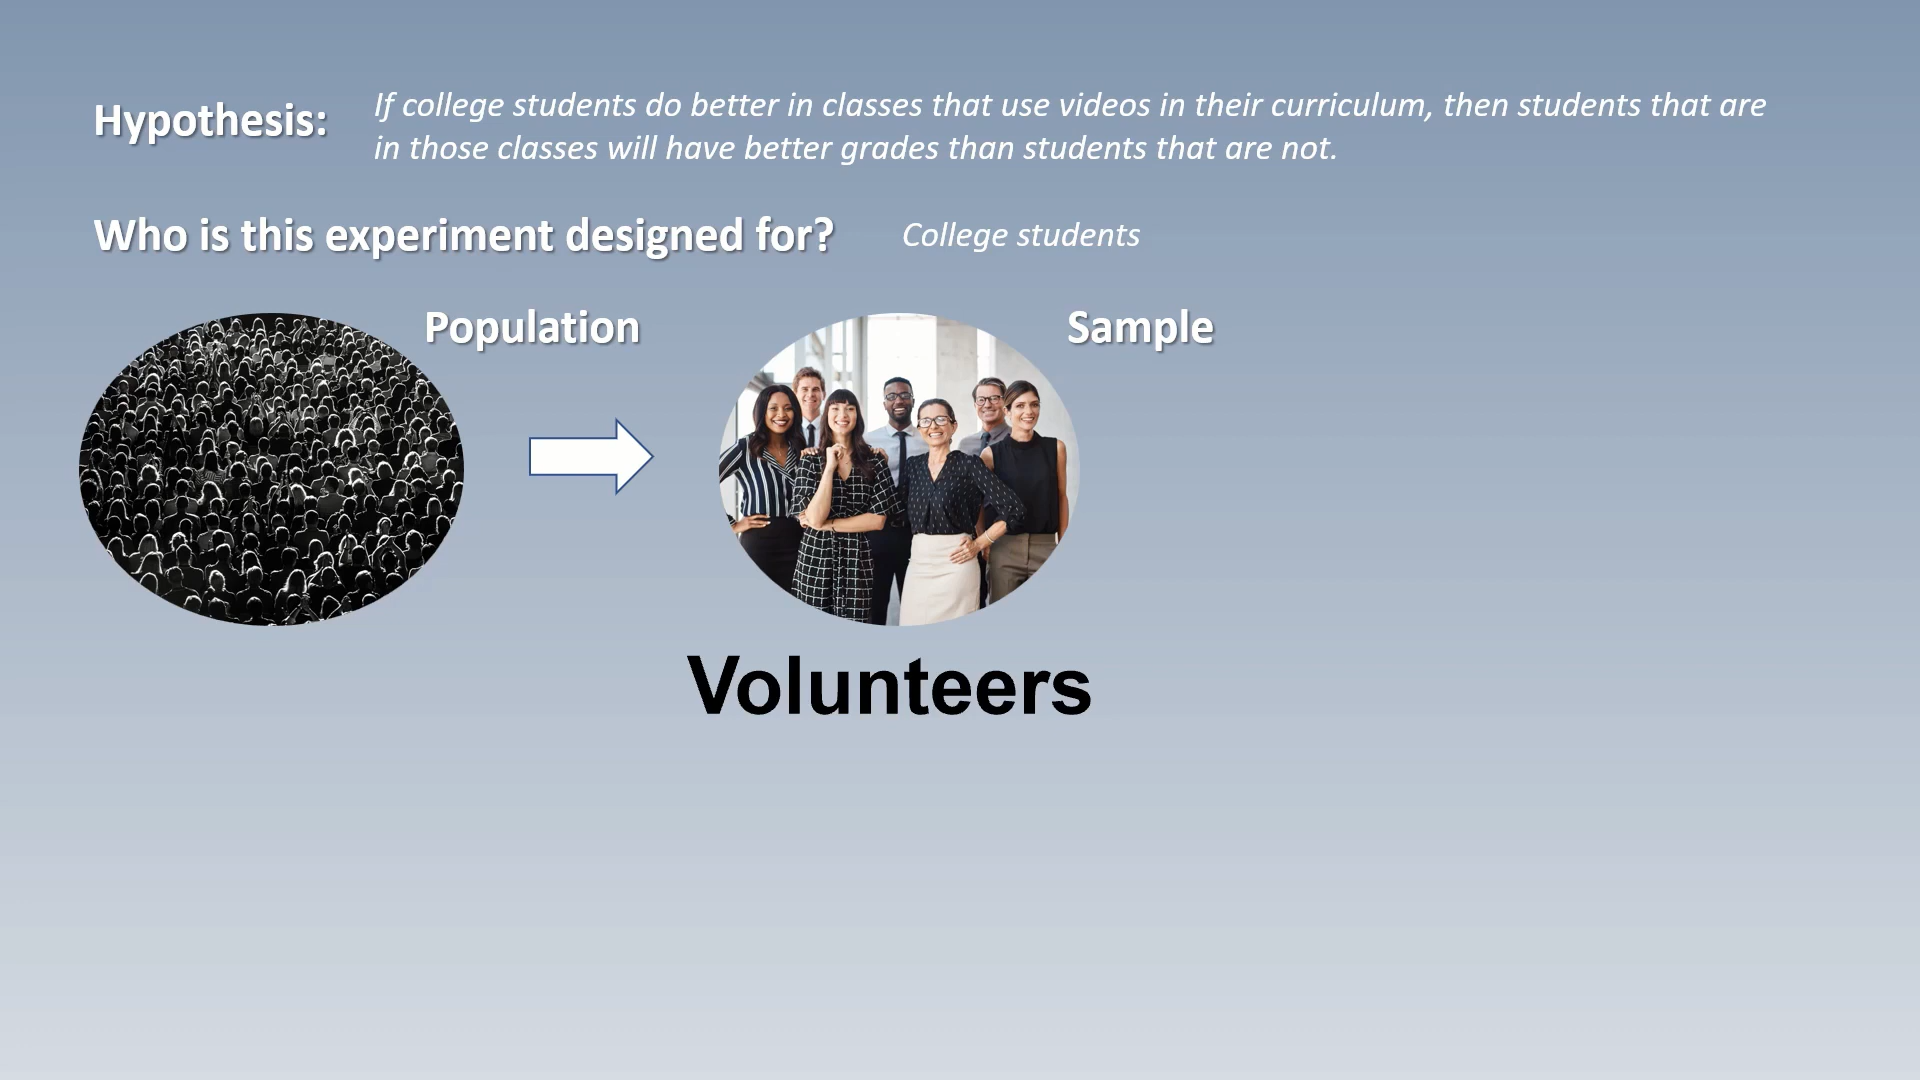 Hypothesis:
If college students do better in classes that use videos in their curriculum, then students that are
in those classes will have better grades than students that are not.
Who is this experiment designed for?
College students
Population
Sample
Volunteers